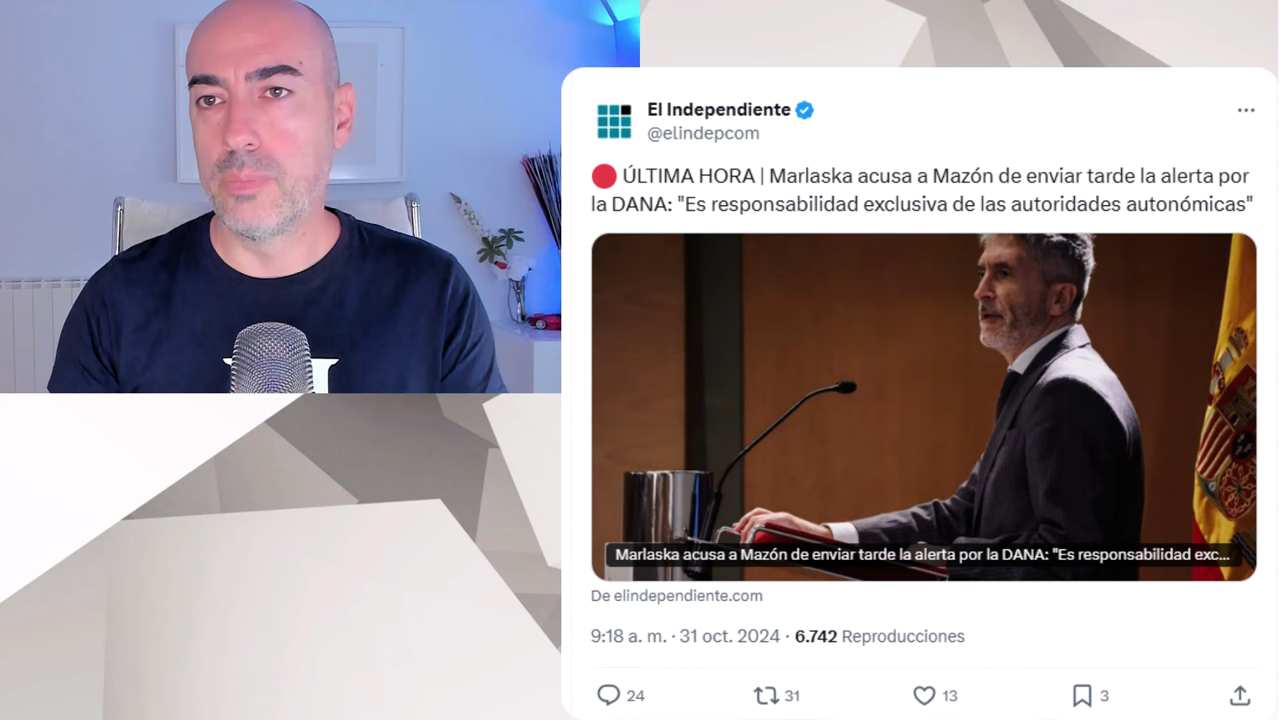 El Independiente
@elindepcom
ÚLTIMA HORA | Marlaska acusa a Mazón de enviar tarde la alerta por
la DANA: "Es responsabilidad exclusiva de las autoridades autonómicas"
Marlaska acusa a Mazón de enviar tarde la alerta por la DANA: "Es responsabilidad exc...
De elindependiente.com
9:18 a. m. · 31 oct. 2024 · 6.742 Reproducciones
24 31 13 3